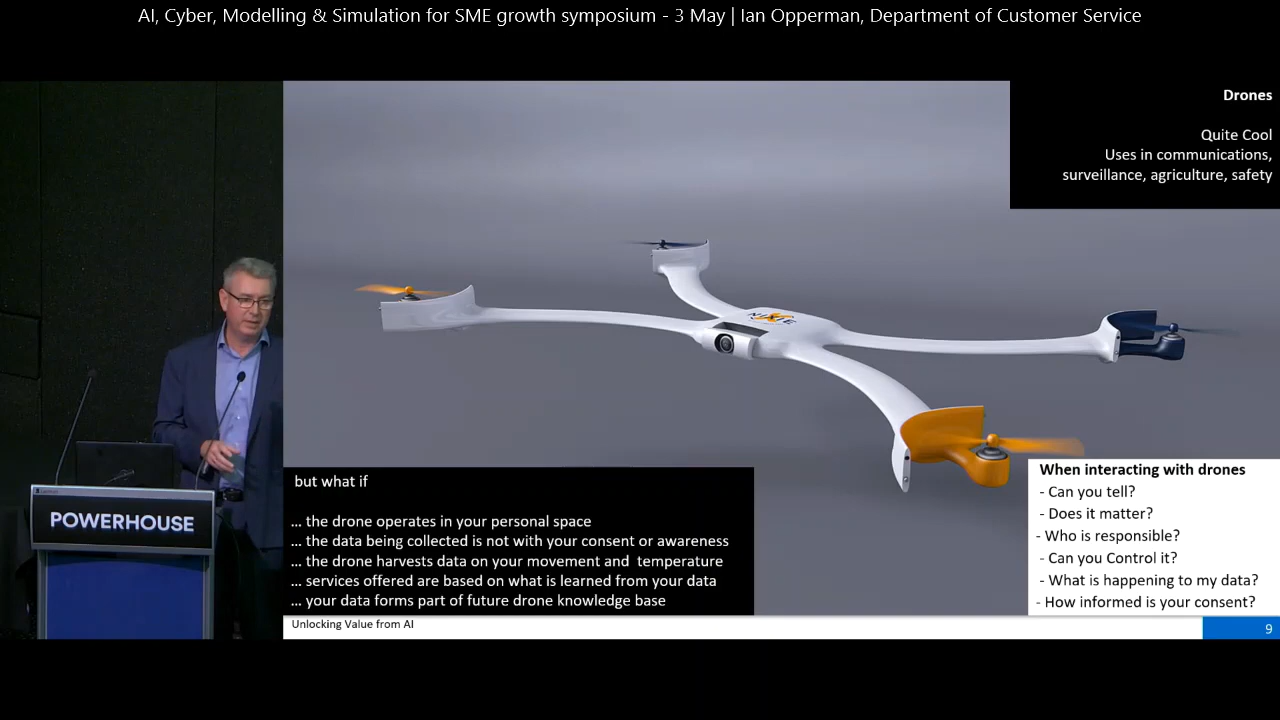 AI, Cyber, Modelling & Simulation for SME growth symposium - 3 May | Ian Opperman, Department of Customer Service
Drones
Quite Cool
Uses in communications,
surveillance, agriculture, safety
NIXIE
POWERHOUSE
but what if
... the drone operates in your personal space
... the data being collected is not with your consent or awareness
... the drone harvests data on your movement and  temperature
... services offered are based on what is learned from your data
... your data forms part of future drone knowledge base
When interacting with drones
- Can you tell?
- Does it matter?
- Who is responsible?
- Can you Control it?
- What is happening to my data?
- How informed is your consent?
Unlocking Value from AI
9